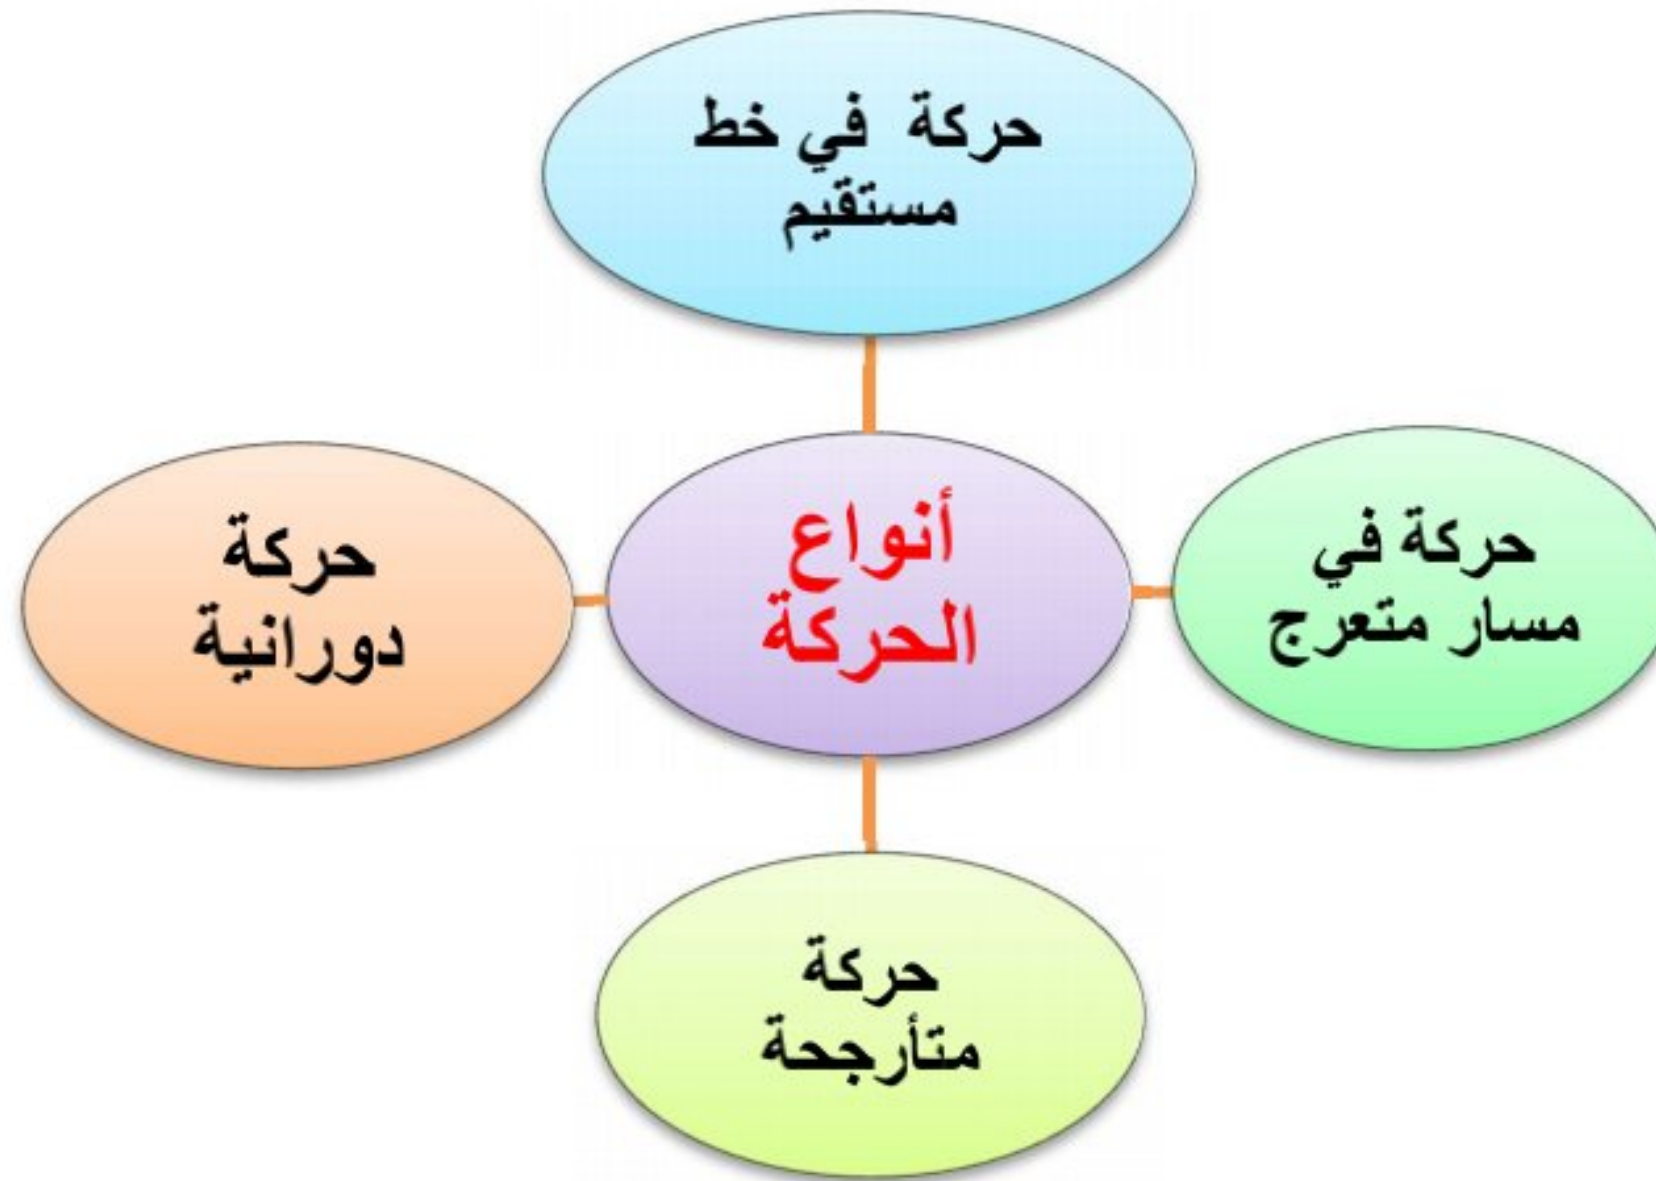 حركة في خط
مستقيم
أنواع
الحركة
حركة في
مسار متعرج
حركة
دورانية
حركة
متأرجحة